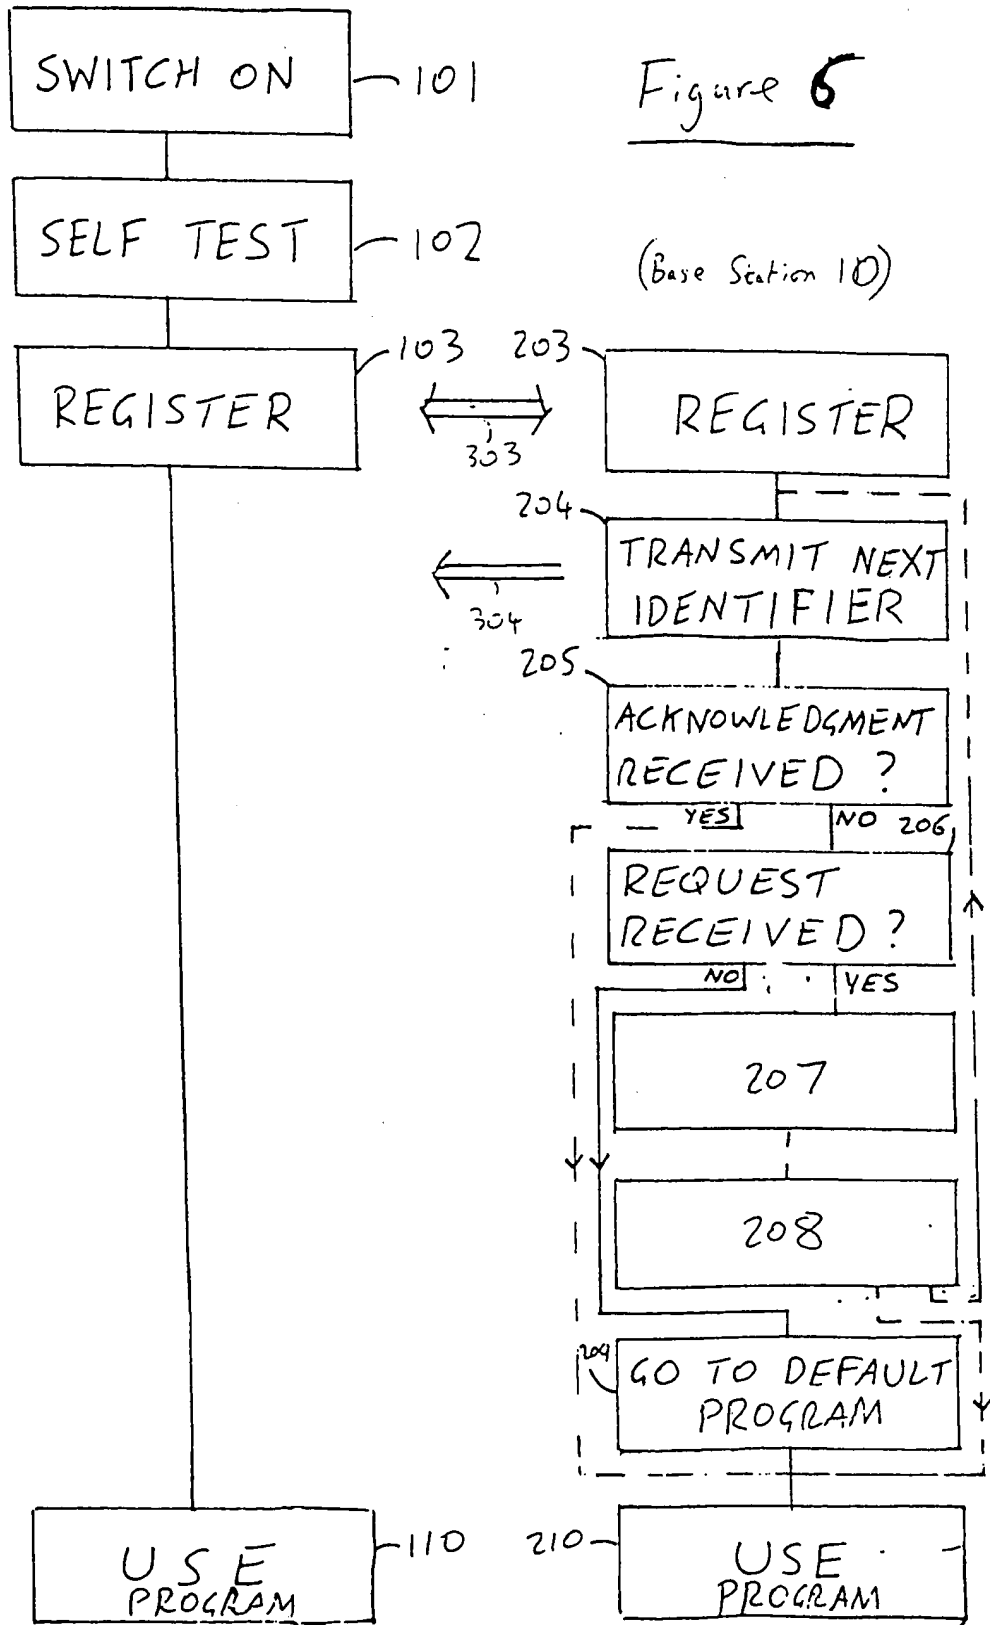 SWITCH ON
101
Figure 6
SELF TEST
102
(Base Station 10)
103
203
REGISTER
303
REGISTER
204
TRANSMIT NEXT
IDENTIFIER
304
205
ACKNOWLEDGMENT
RECEIVED ?
YES
NO
206
REQUEST
RECEIVED ?
NO
YES
207
208
209
GO TO DEFAULT
PROGRAM
USE
PROGRAM
110
210
USE
PROGRAM